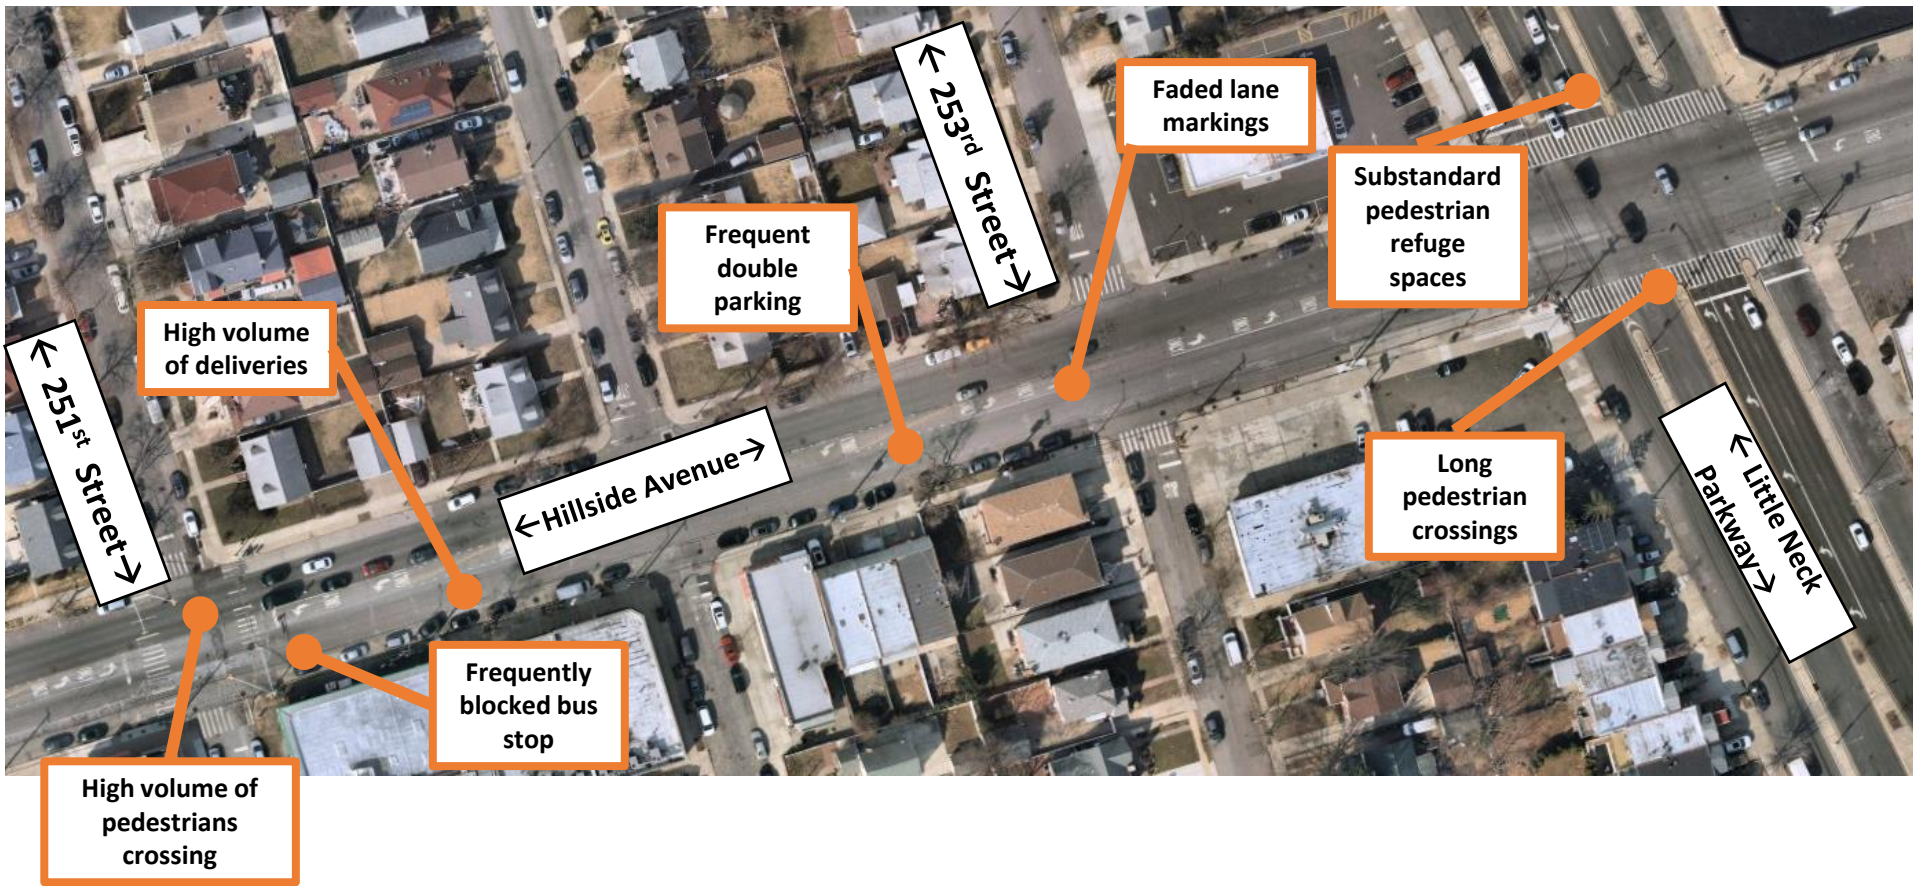 ← 253rd Street→
Faded lane
markings
Substandard
pedestrian
refuge
spaces
Frequent
double
parking
High volume
of deliveries
← 251st Street→
←Hillside Avenue→
Long
pedestrian
crossings
← Little Neck
Parkway→
Frequently
blocked bus
stop
High volume of
pedestrians
crossing